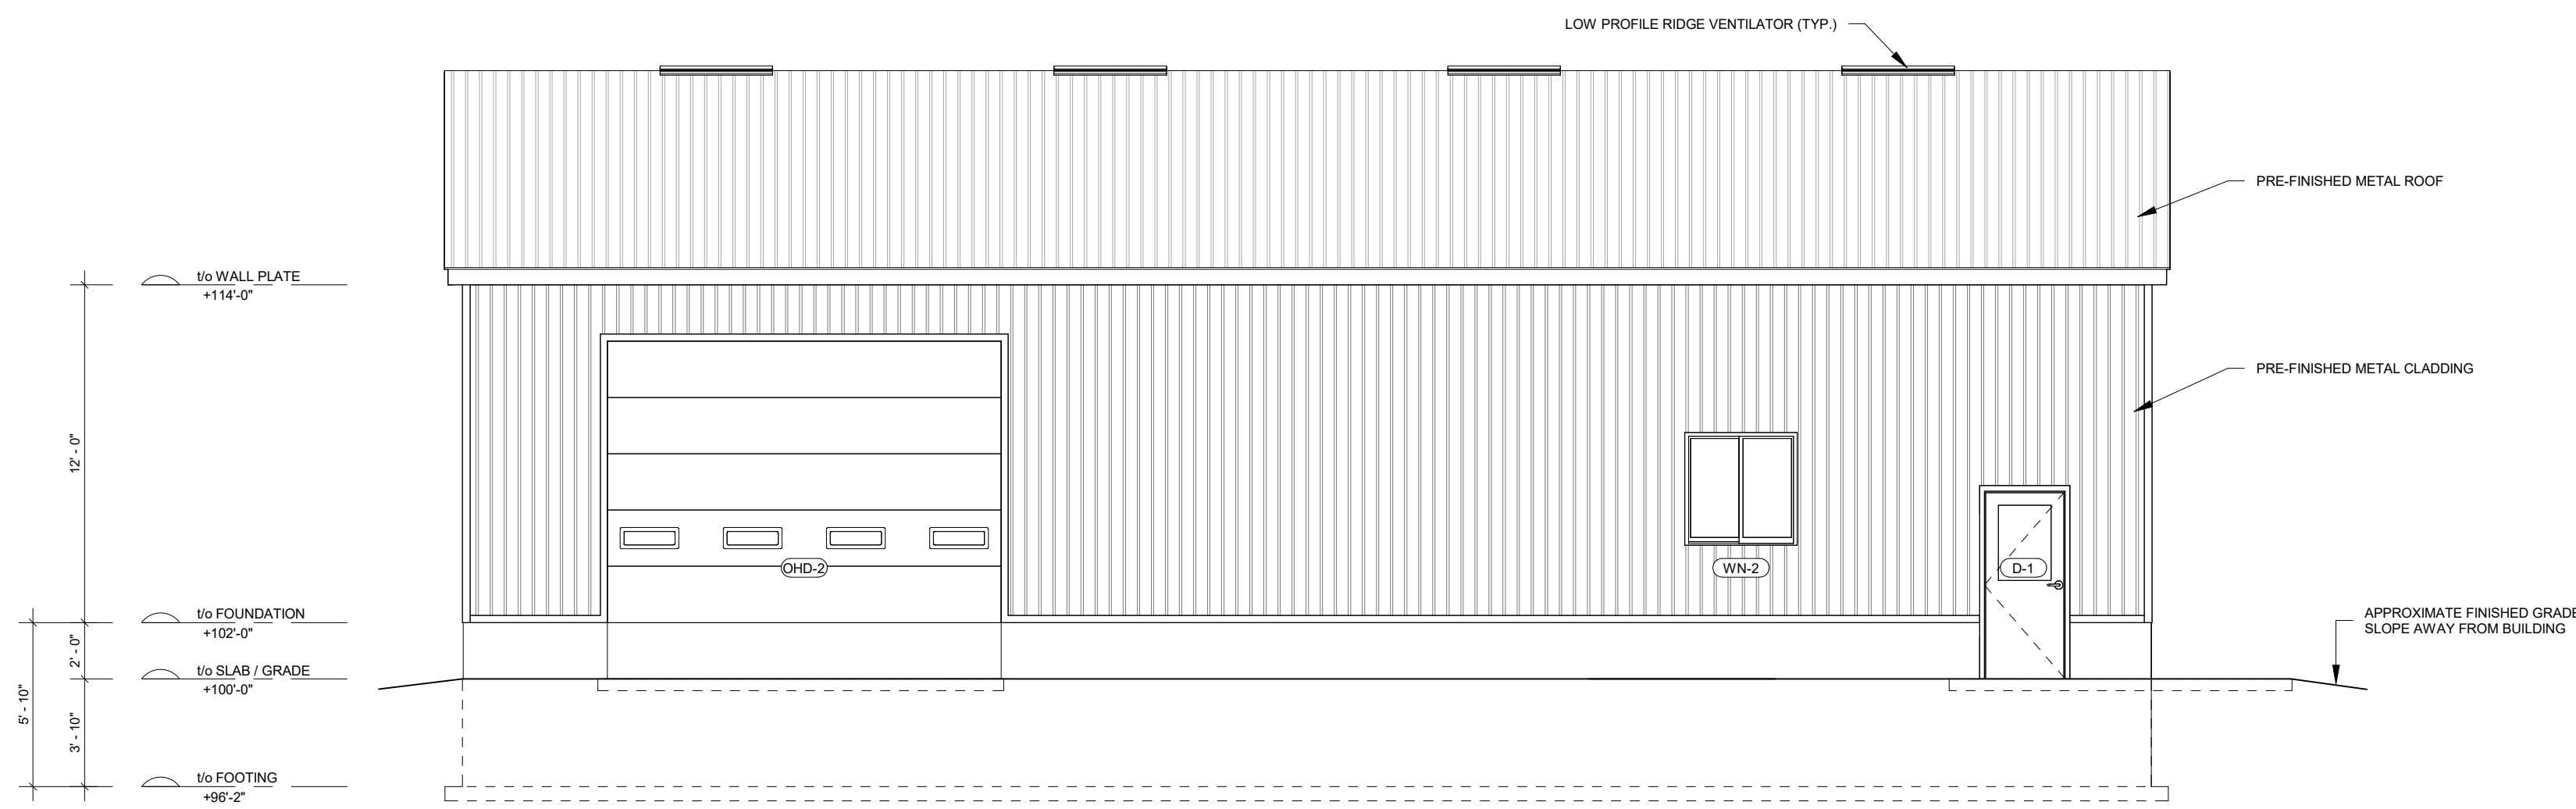 LOW PROFILE RIDGE VENTILATOR (TYP.)
PRE-FINISHED METAL ROOF
t/o WALL PLATE
+114'-0"
PRE-FINISHED METAL CLADDING
12' - 0"
OHD-2
WN-2
D-1
t/o FOUNDATION
+102'-0"
APPROXIMATE FINISHED GRADE
SLOPE AWAY FROM BUILDING
2' - 0"
t/o SLAB / GRADE
+100'-0"
5' - 10"
3' - 10"
t/o FOOTING
+96'-2"